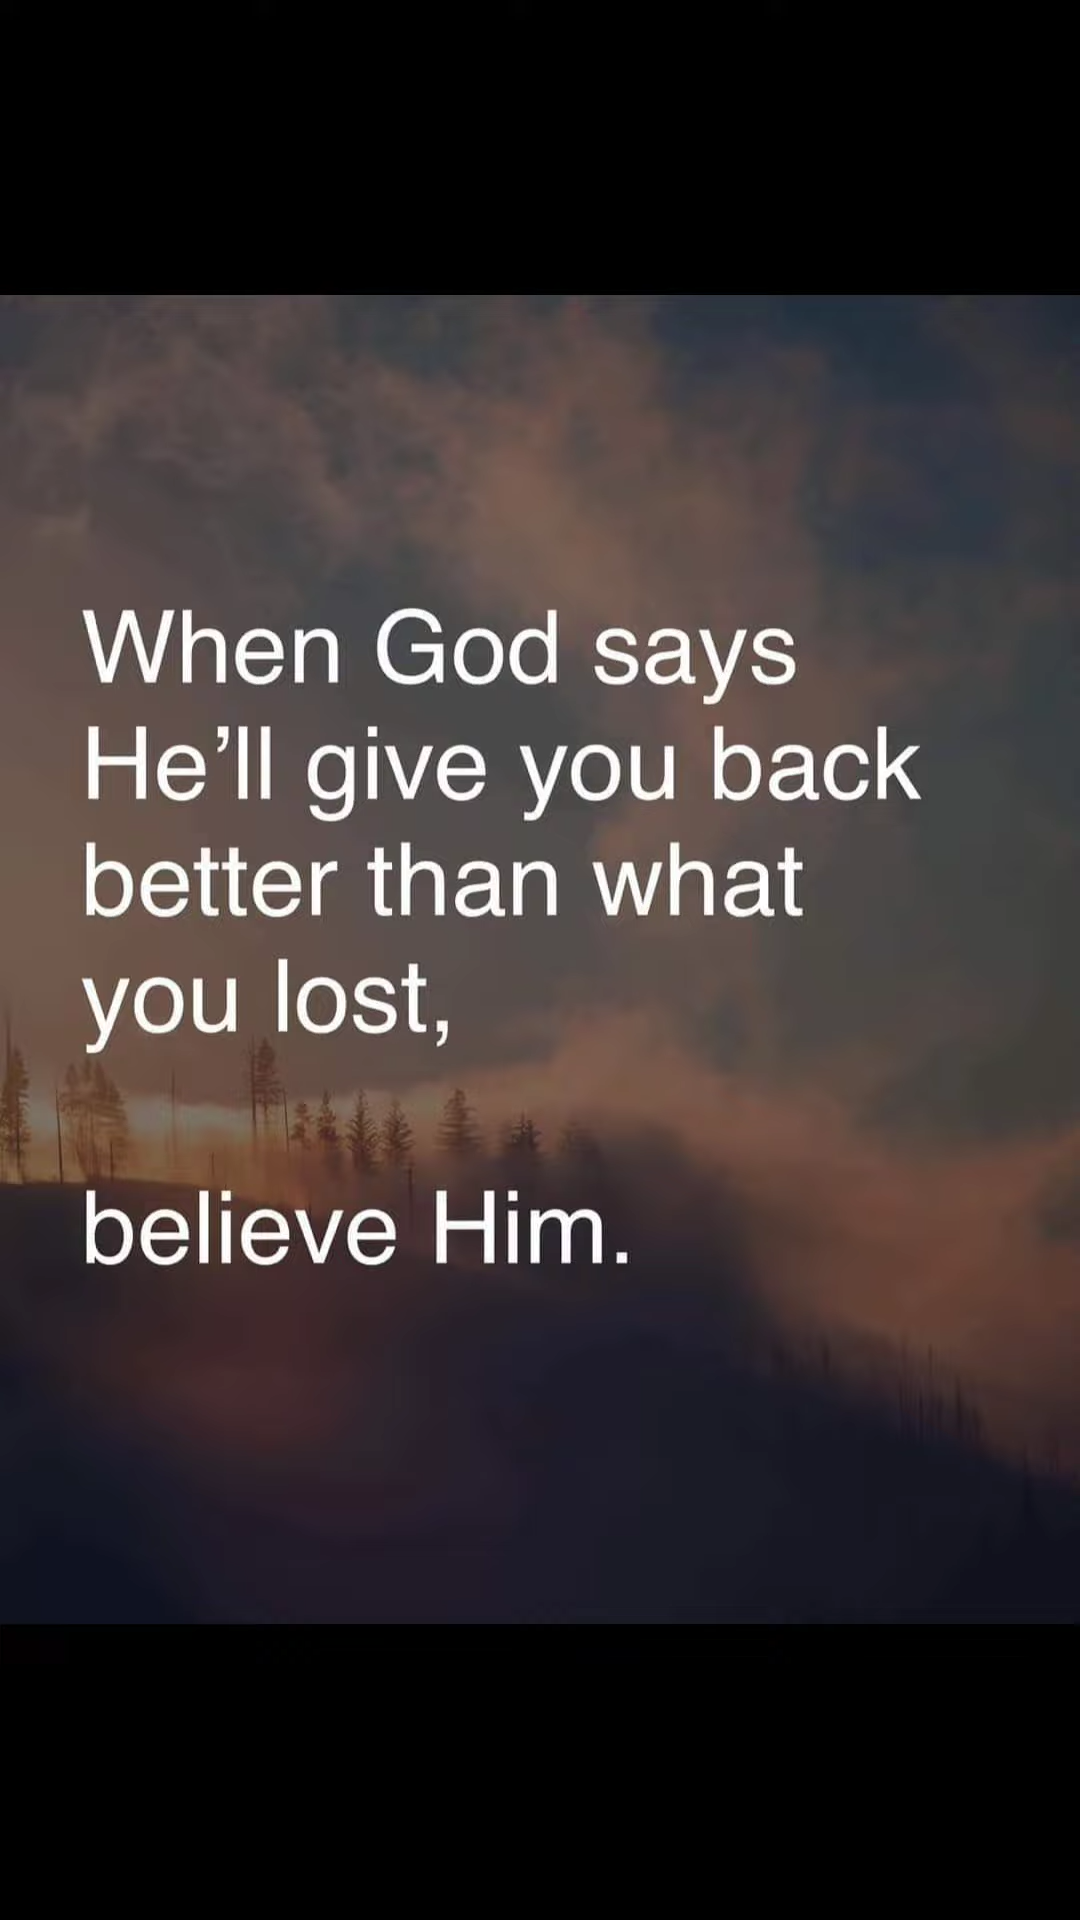 When God says
He’ll give you back
better than what
you lost,
believe Him.